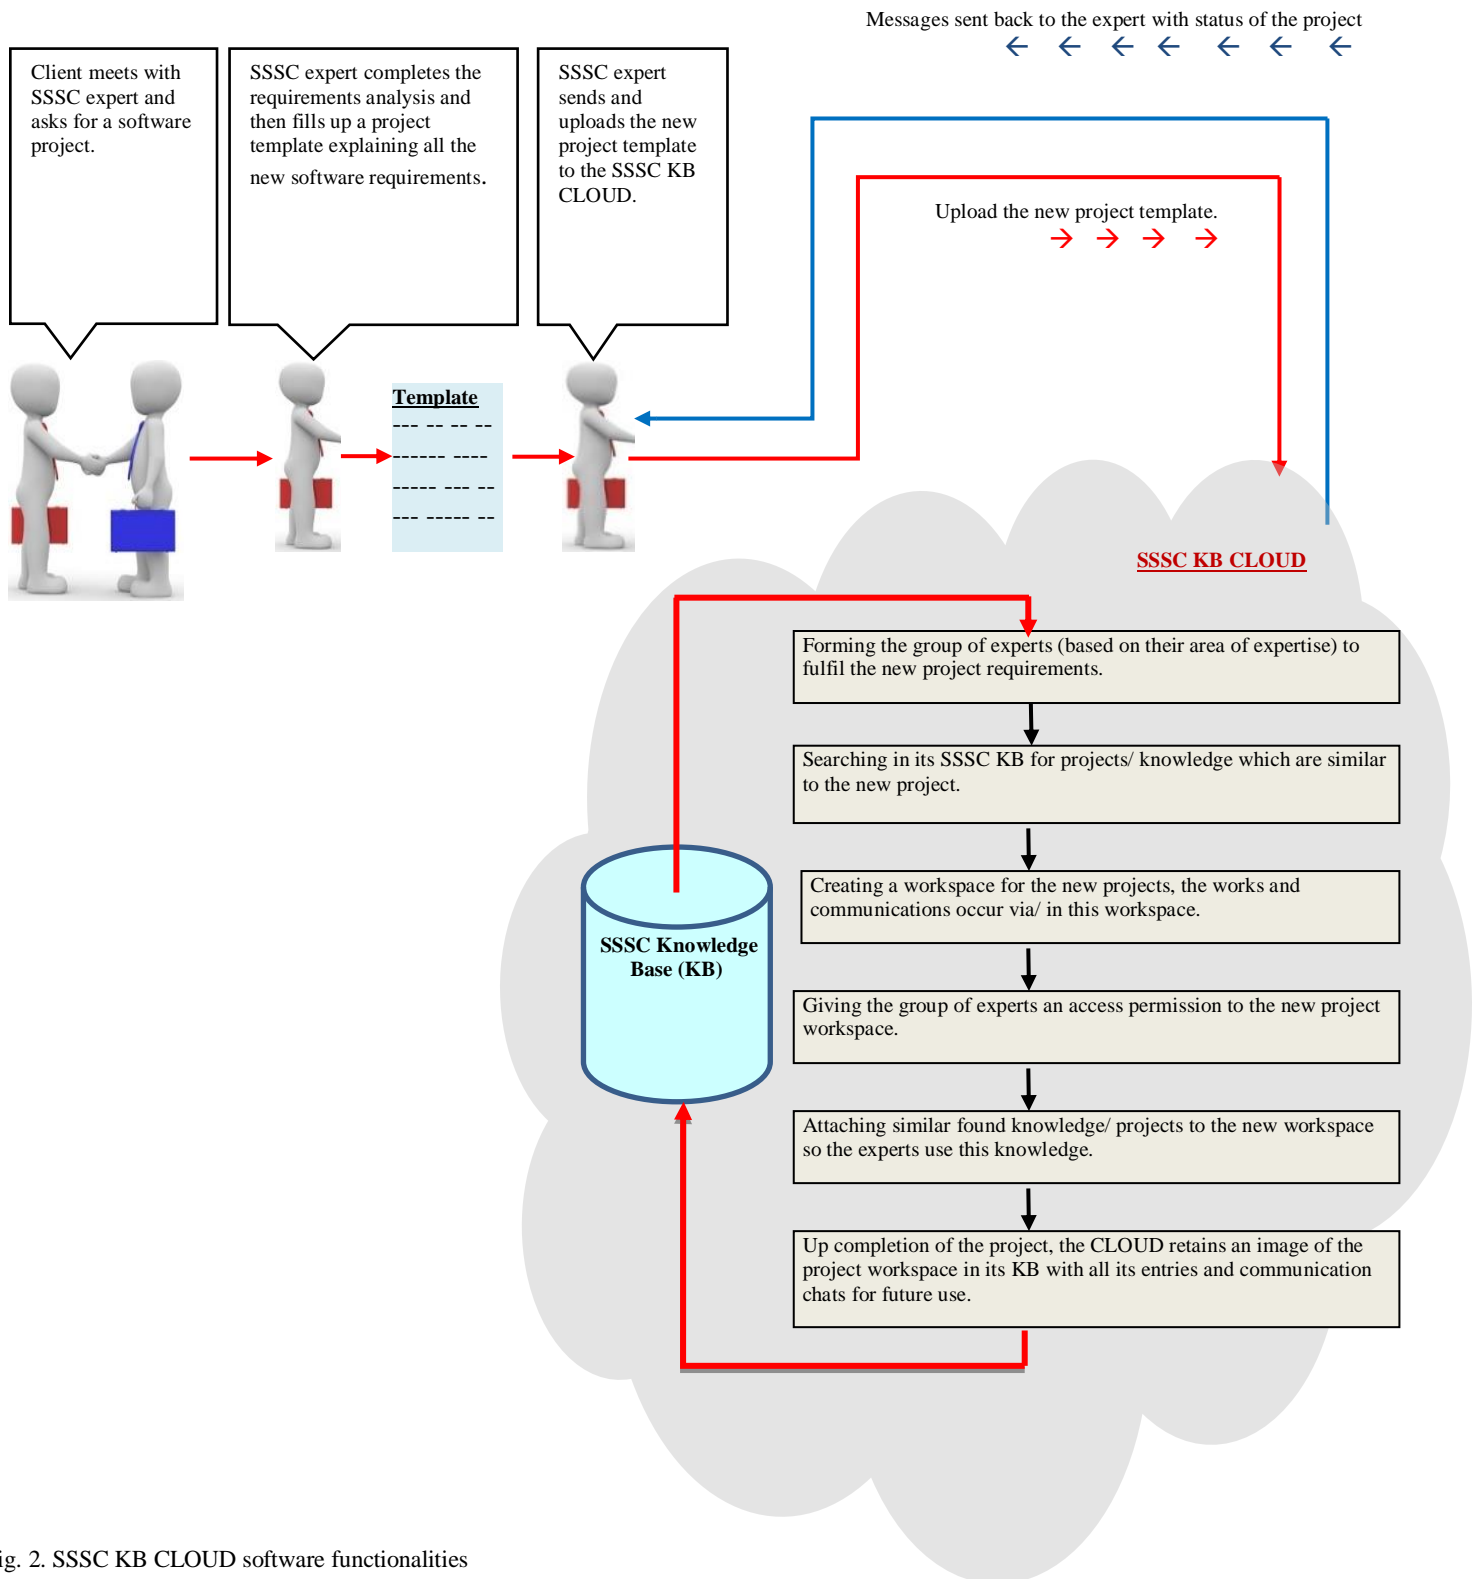 Messages sent back to the expert with status of the project
Client meets with
SSSC expert and
asks for a software
project.
SSSC expert completes the
requirements analysis and
then fills up a project
template explaining all the
new software requirements.
SSSC expert
sends and
uploads the new
project template
to the SSSC KB
CLOUD.
Upload the new project template.
Template
SSSC KB CLOUD
Forming the group of experts (based on their area of expertise) to
fulfil the new project requirements.
Searching in its SSSC KB for projects/ knowledge which are similar
to the new project.
Creating a workspace for the new projects, the works and
communications occur via/ in this workspace.
SSSC Knowledge
Base (KB)
Giving the group of experts an access permission to the new project
workspace.
Attaching similar found knowledge/ projects to the new workspace
so the experts use this knowledge.
Up completion of the project, the CLOUD retains an image of the
project workspace in its KB with all its entries and communication
chats for future use.
ig. 2. SSSC KB CLOUD software functionalities